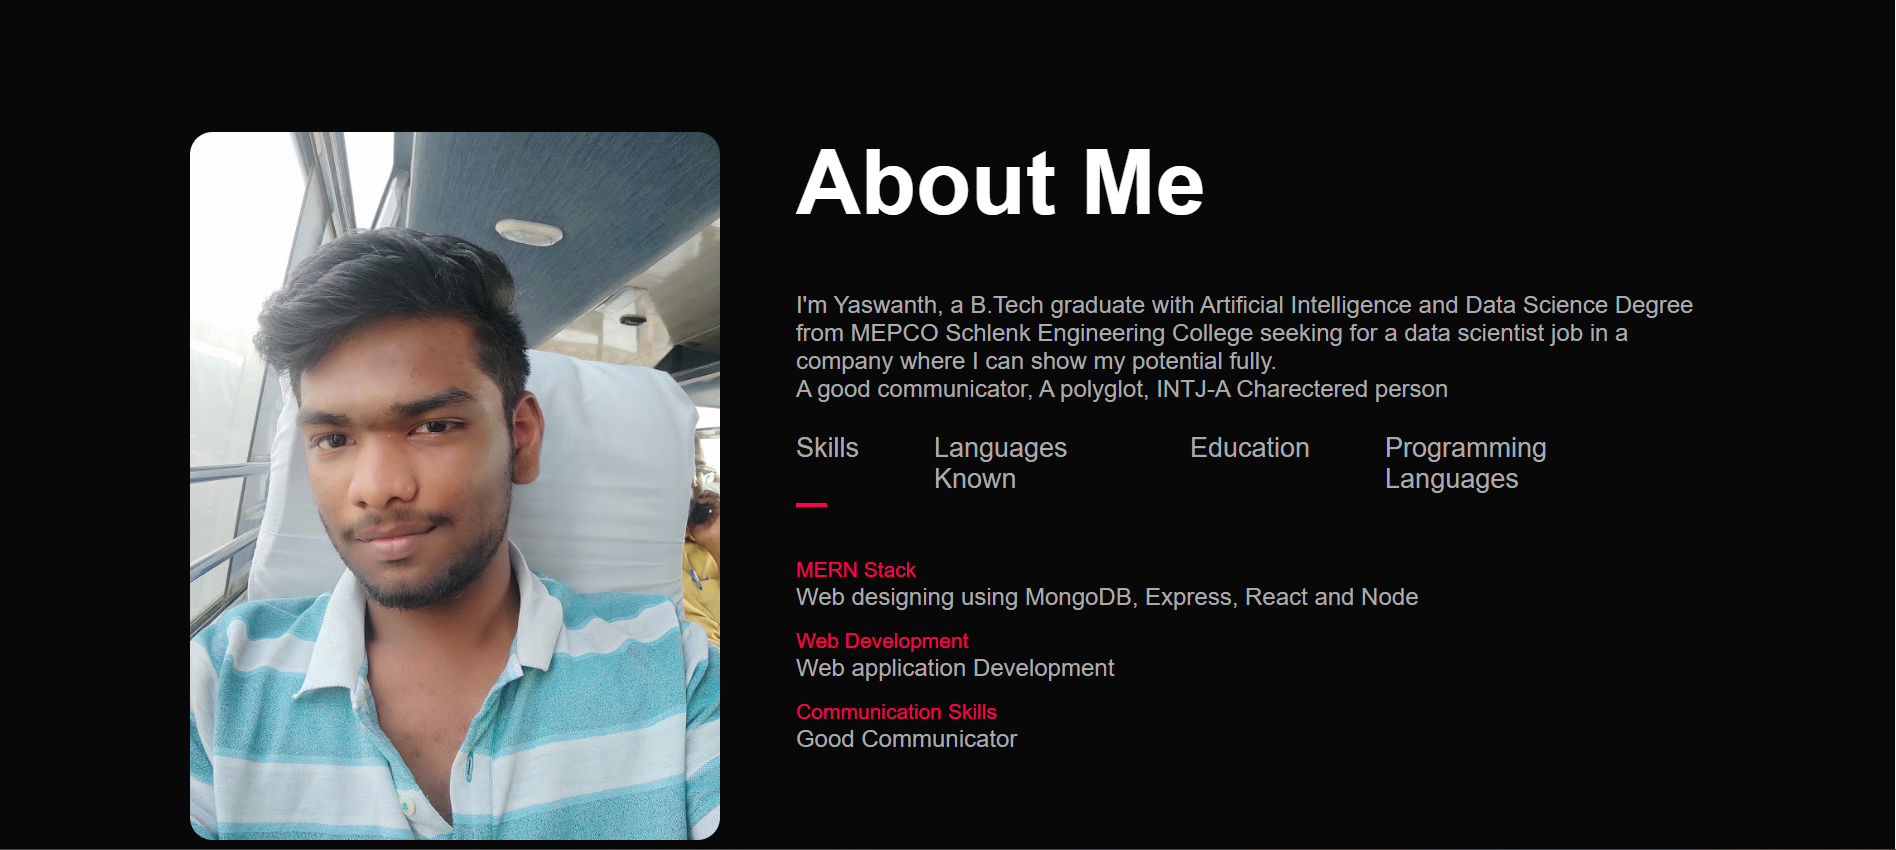 About Me
I'm Yaswanth, a B.Tech graduate with Artificial Intelligence and Data Science Degree
from MEPCO Schlenk Engineering College seeking for a data scientist job in a
company where I can show my potential fully.
A good communicator, A polyglot, INTJ-A Charectered person
Skills
Languages
Known
Education
Programming
Languages
MERN Stack
Web designing using MongoDB, Express, React and Node
Web Development
Web application Development
Communication Skills
Good Communicator